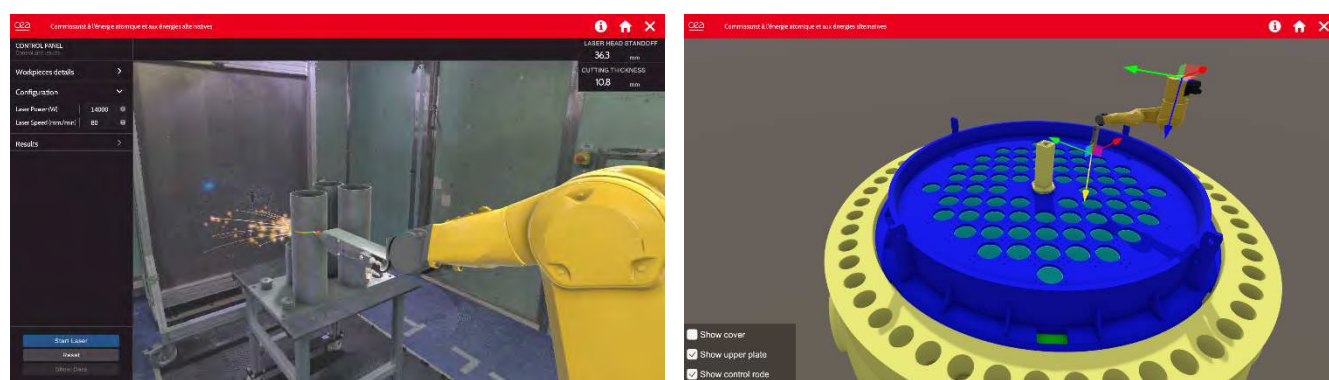 cea Commissariat à l'énergie atomique et aux énergies alternatives
CONTROL PANEL
LASER HEAD STANDOFF
36.3 mm
Workpieces details
CUTTING THICKNESS
10.8 mm
Configuration
Laser Power (W) 14000
Laser Speed (mm/min) 80
Results
Start Laser
Reset
cea Commissariat à l'énergie atomique et aux énergies alternatives
Show cover
Show upper plate
Show control rode